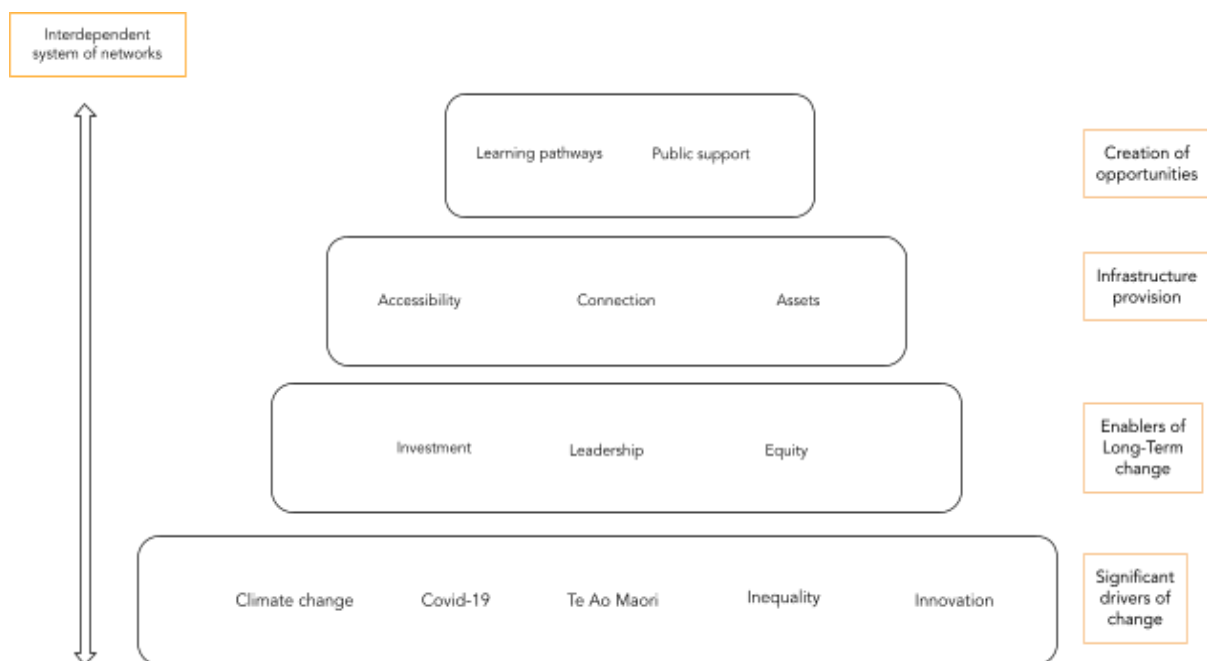 Interdependent
system of networks
Learning pathways
Public support
Creation of
opportunities
Accessibility
Connection
Assets
Infrastructure
provision
Investment
Leadership
Equity
Enablers of
Long-Term
change
Climate change
Covid-19
Te Ao Maori
Inequality
Innovation
Significant
drivers of
change